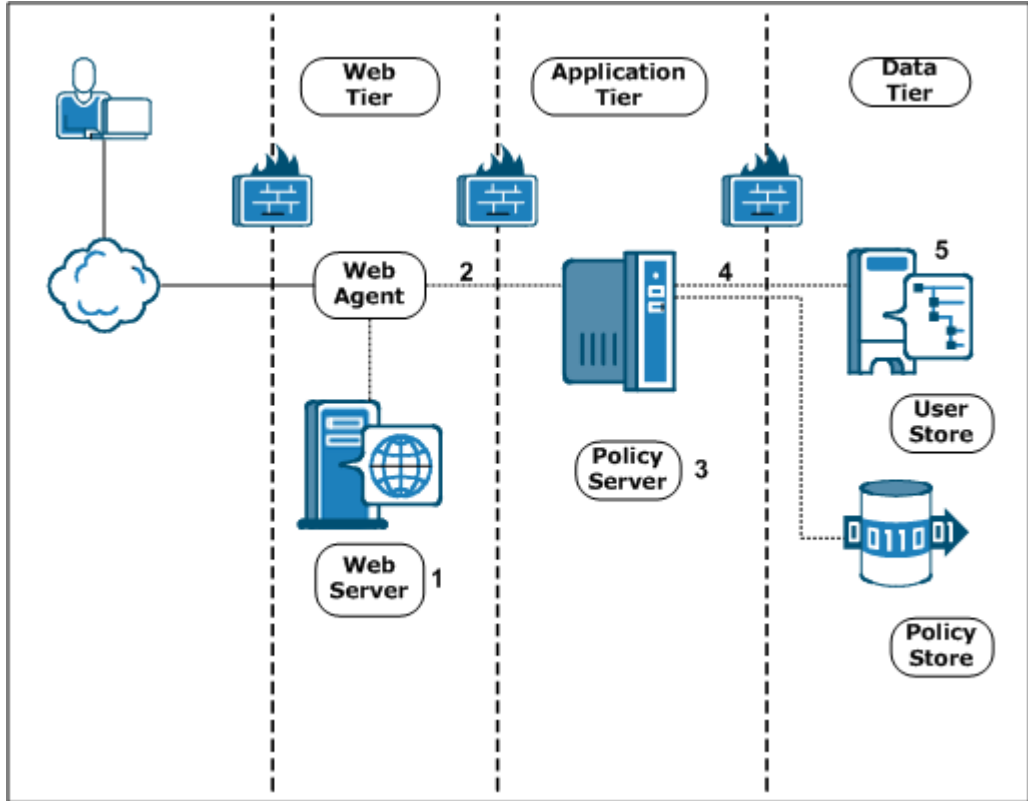 Web
Tier
Application
Tier
Data
Tier
Web
Agent
2
4
5
User
Store
Policy
Server
3
0 0110 01
Web
Server
1
Policy
Store